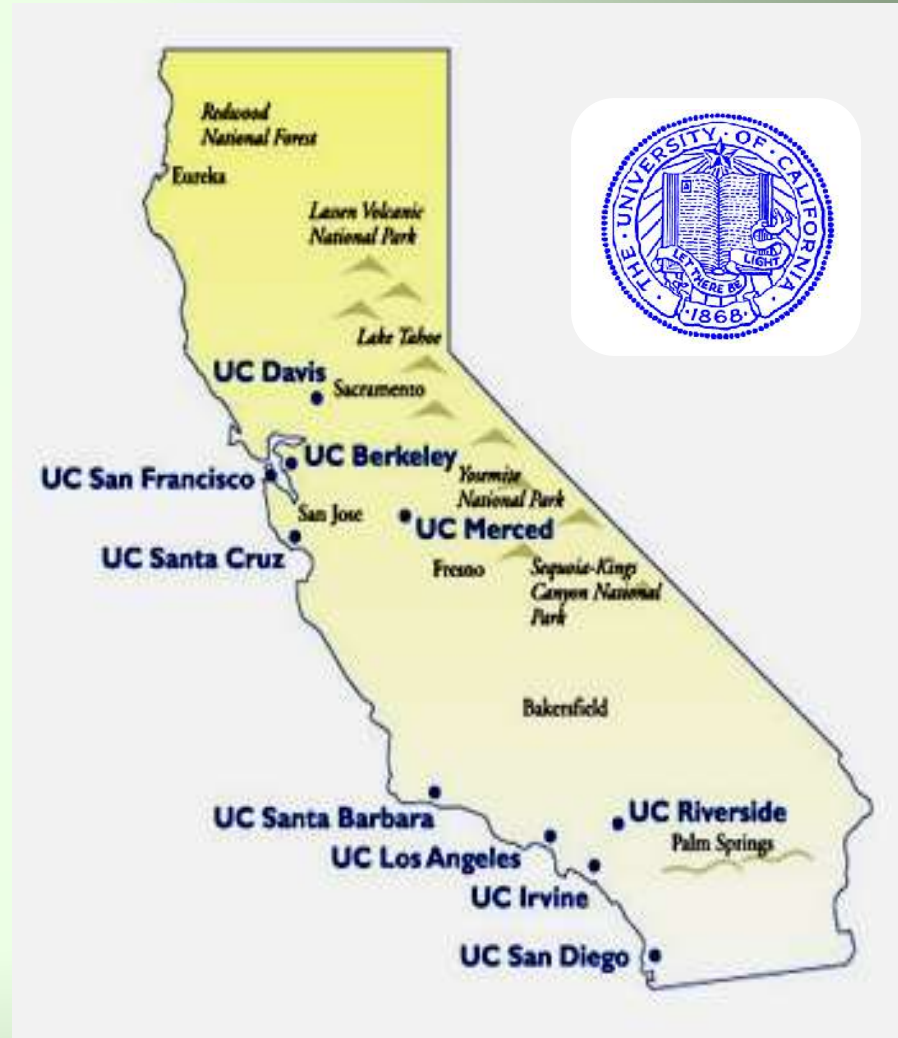 Redwood
National Forest
Eureka
Lassen Volcanic
National Park
THE · UNIVERSITY · OF · CALIFORNIA
LET THERE BE
LIGHT
· 1868 ·
Lake Tahoe
UC Davis
Sacramento
UC Berkeley
UC San Francisco
Yosemite
National Park
San Jose
UC Merced
UC Santa Cruz
Fresno
Sequoia-Kings
Canyon National
Park
Bakersfield
UC Santa Barbara
UC Riverside
Palm Springs
UC Los Angeles
UC Irvine
UC San Diego